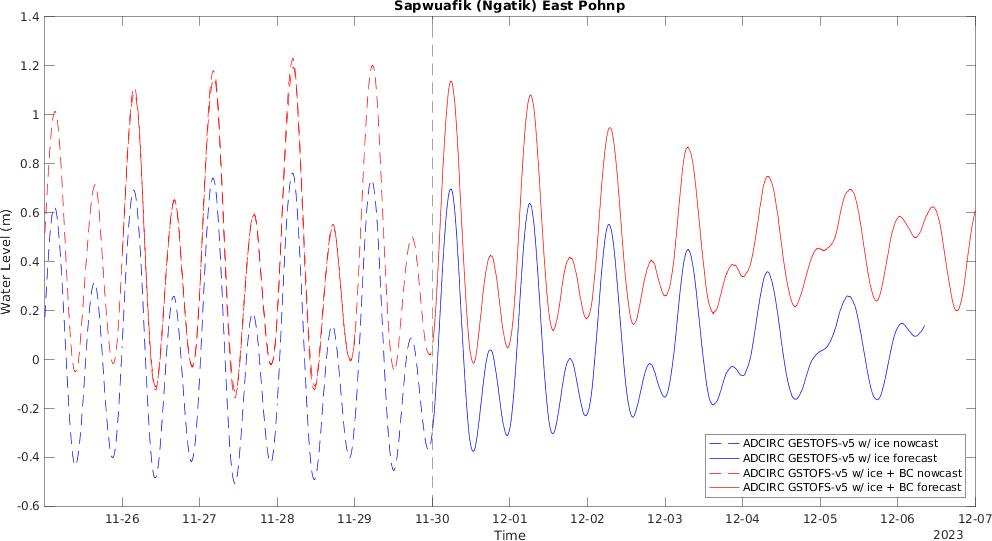 Sapwuafik (Ngatik) East Pohnp
1.4
1.2
1
0.8
0.6
0.4
0.2
0
-0.2
-0.4
-0.6
Water Level (m)
11-26 11-27 11-28 11-29 11-30 12-01 12-02 12-03 12-04 12-05 12-06 12-07
Time
2023
ADCIRC GESTOFS-v5 w/ ice nowcast
ADCIRC GESTOFS-v5 w/ ice forecast
ADCIRC GSTOFS-v5 w/ ice + BC nowcast
ADCIRC GSTOFS-v5 w/ ice + BC forecast